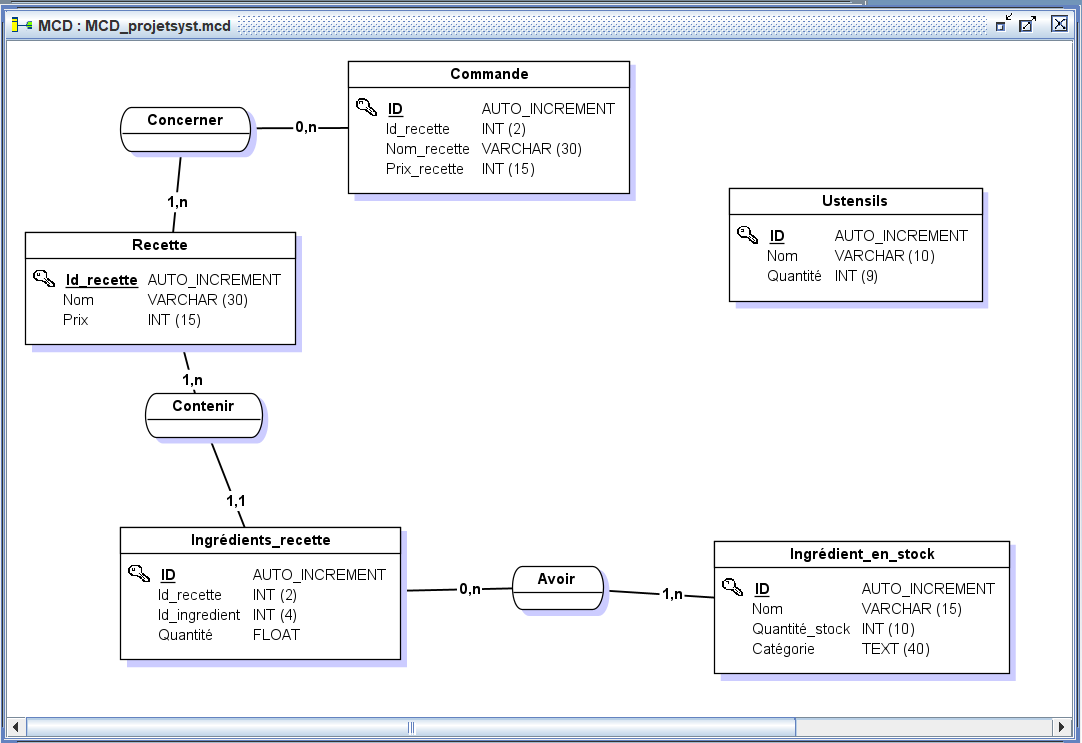 MCD : MCD_projetsyst.mcd
Commande
ID AUTO_INCREMENT
Id_recette INT (2)
Nom_recette VARCHAR (30)
Prix_recette INT (15)
Concerner
0,n
1,n
Ustensils
ID AUTO_INCREMENT
Nom VARCHAR (10)
Quantité INT (9)
Recette
Id_recette AUTO_INCREMENT
Nom VARCHAR (30)
Prix INT (15)
1,n
Contenir
1,1
Ingrédients_recette
ID AUTO_INCREMENT
Id_recette INT (2)
Id_ingredient INT (4)
Quantité FLOAT
0,n
Avoir
1,n
Ingrédient_en_stock
ID AUTO_INCREMENT
Nom VARCHAR (15)
Quantité_stock INT (10)
Catégorie TEXT (40)